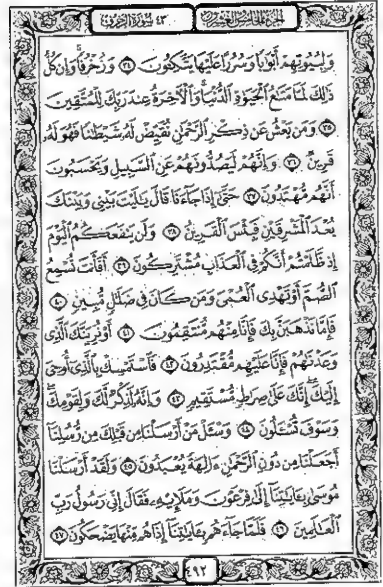 الجزء الخامس والعشرون
٤٣ سورة الزخرف
وَلِبُيُوتِهِمْ أَبْوَٰبًا وَسُرُرًا عَلَيْهَا يَتَّكِـُٔونَ ٣٤ وَزُخْرُفًا وَإِن كُلُّ
ذَٰلِكَ لَمَّا مَتَٰعُ ٱلْحَيَوٰةِ ٱلدُّنْيَا وَٱلْـَٔاخِرَةُ عِندَ رَبِّكَ لِلْمُتَّقِينَ
٣٥ وَمَن يَعْشُ عَن ذِكْرِ ٱلرَّحْمَٰنِ نُقَيِّضْ لَهُۥ شَيْطَٰنًا فَهُوَ لَهُۥ
قَرِينٌ ٣٦ وَإِنَّهُمْ لَيَصُدُّونَهُمْ عَنِ ٱلسَّبِيلِ وَيَحْسَبُونَ
أَنَّهُم مُّهْتَدُونَ ٣٧ حَتَّىٰٓ إِذَا جَآءَنَا قَالَ يَٰلَيْتَ بَيْنِى وَبَيْنَكَ
بُعْدَ ٱلْمَشْرِقَيْنِ فَبِئْسَ ٱلْقَرِينُ ٣٨ وَلَن يَنفَعَكُمُ ٱلْيَوْمَ
إِذ ظَّلَمْتُمْ أَنَّكُمْ فِى ٱلْعَذَابِ مُشْتَرِكُونَ ٣٩ أَفَأَنتَ تُسْمِعُ
ٱلصُّمَّ أَوْ تَهْدِى ٱلْعُمْىَ وَمَن كَانَ فِى ضَلَٰلٍ مُّبِينٍ ٤٠
فَإِمَّا نَذْهَبَنَّ بِكَ فَإِنَّا مِنْهُم مُّنتَقِمُونَ ٤١ أَوْ نُرِيَنَّكَ ٱلَّذِى
وَعَدْنَٰهُمْ فَإِنَّا عَلَيْهِم مُّقْتَدِرُونَ ٤٢ فَٱسْتَمْسِكْ بِٱلَّذِىٓ أُوحِىَ
إِلَيْكَ إِنَّكَ عَلَىٰ صِرَٰطٍ مُّسْتَقِيمٍ ٤٣ وَإِنَّهُۥ لَذِكْرٌ لَّكَ وَلِقَوْمِكَ
وَسَوْفَ تُسْـَٔلُونَ ٤٤ وَسْـَٔلْ مَنْ أَرْسَلْنَا مِن قَبْلِكَ مِن رُّسُلِنَآ
أَجَعَلْنَا مِن دُونِ ٱلرَّحْمَٰنِ ءَالِهَةً يُعْبَدُونَ ٤٥ وَلَقَدْ أَرْسَلْنَا
مُوسَىٰ بِـَٔايَٰتِنَآ إِلَىٰ فِرْعَوْنَ وَمَلَإِي۟هِۦ فَقَالَ إِنِّى رَسُولُ رَبِّ
ٱلْعَٰلَمِينَ ٤٦ فَلَمَّا جَآءَهُم بِـَٔايَٰتِنَآ إِذَا هُم مِّنْهَا يَضْحَكُونَ ٤٧
٤٩٢